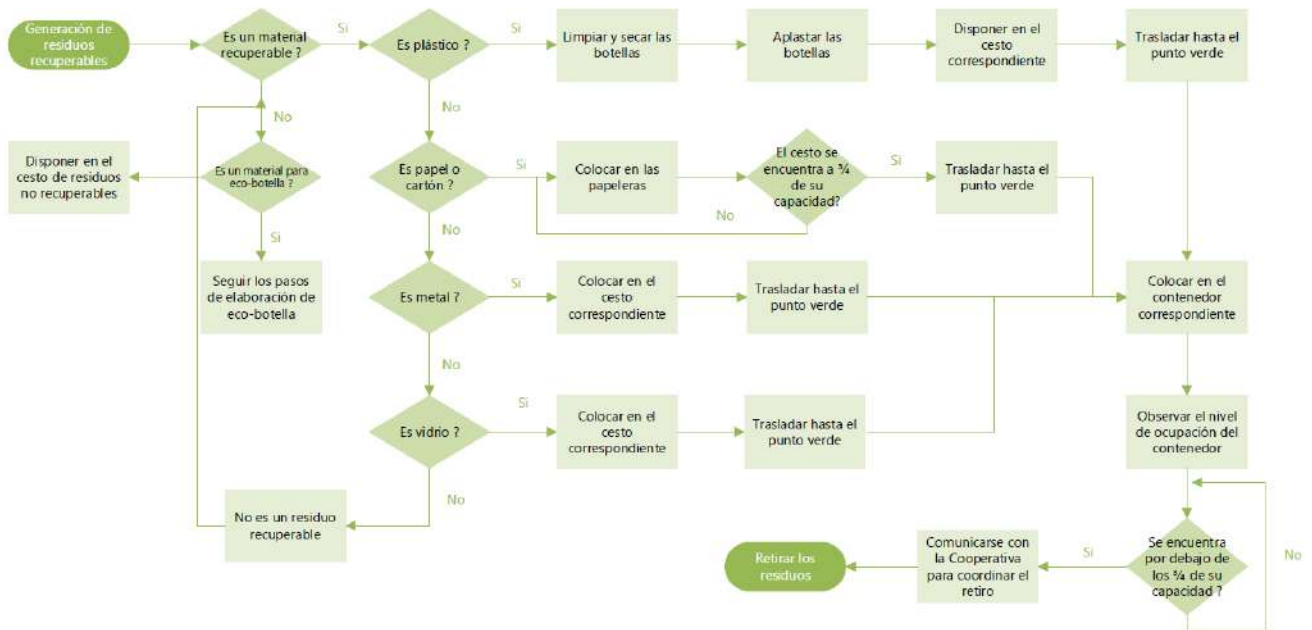 Generación de
residuos
recuperables
Es un material
recuperable ?
Si
Es plástico ?
Si
Limpiar y secar las
botellas
Aplastar las
botellas
Disponer en el
cesto
correspondiente
Trasladar hasta el
punto verde
No
No
Disponer en el
cesto de residuos
no recuperables
Es un material para
eco-botella ?
Es papel o
cartón ?
Si
Colocar en las
papeleras
El cesto se
encuentra a ¾
de su
capacidad?
Si
Trasladar hasta el
punto verde
No
Si
No
Seguir los pasos
de elaboración de
eco-botella
Es metal ?
Si
Colocar en el
cesto
correspondiente
Trasladar hasta el
punto verde
Colocar en el
contenedor
correspondiente
No
Es vidrio ?
Si
Colocar en el
cesto
correspondiente
Trasladar hasta el
punto verde
Observar el nivel
de ocupación del
contenedor
No
No es un residuo
recuperable
Retirar los
residuos
Comunicarse con
la Cooperativa
para coordinar el
retiro
Si
Se encuentra
por debajo de
los ¾ de su
capacidad ?
No